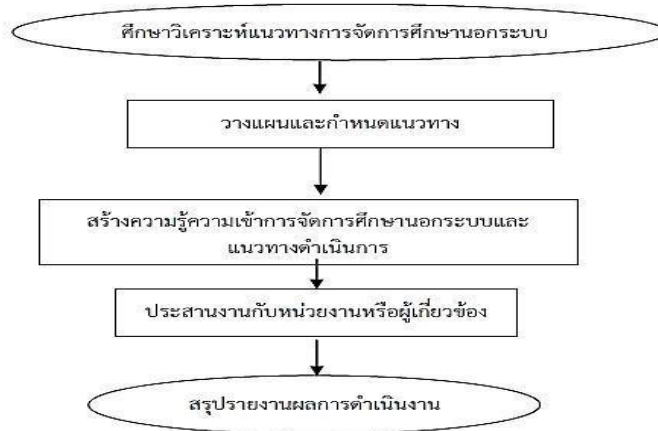 ศึกษาวิเคราะห์แนวทางการจัดการศึกษานอกระบบ
วางแผนและกำหนดแนวทาง
สร้างความรู้ความเข้าการจัดการศึกษานอกระบบและ
แนวทางดำเนินการ
ประสานงานกับหน่วยงานหรือผู้เกี่ยวข้อง
สรุปรายงานผลการดำเนินงาน